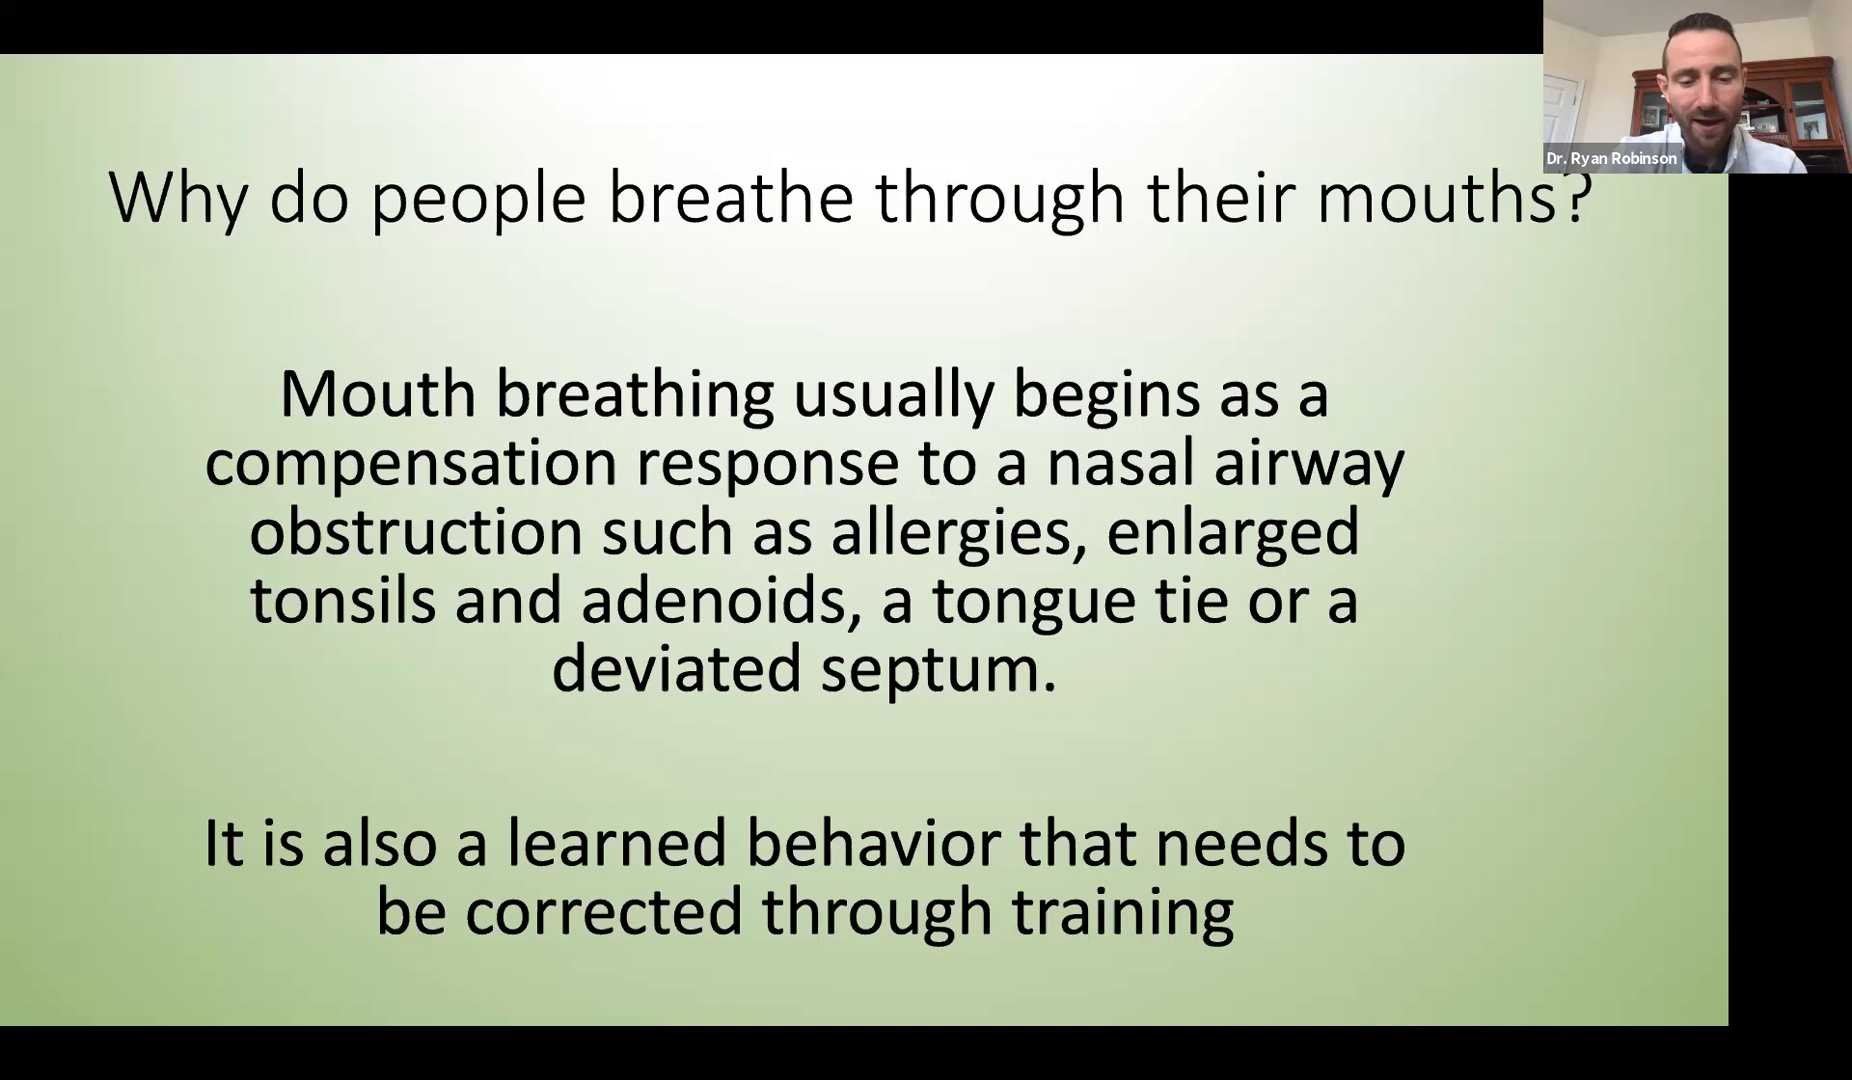 Dr. Ryan Robinson
Why do people breathe through their mouths?
Mouth breathing usually begins as a
compensation response to a nasal airway
obstruction such as allergies, enlarged
tonsils and adenoids, a tongue tie or a
deviated septum.
It is also a learned behavior that needs to
be corrected through training